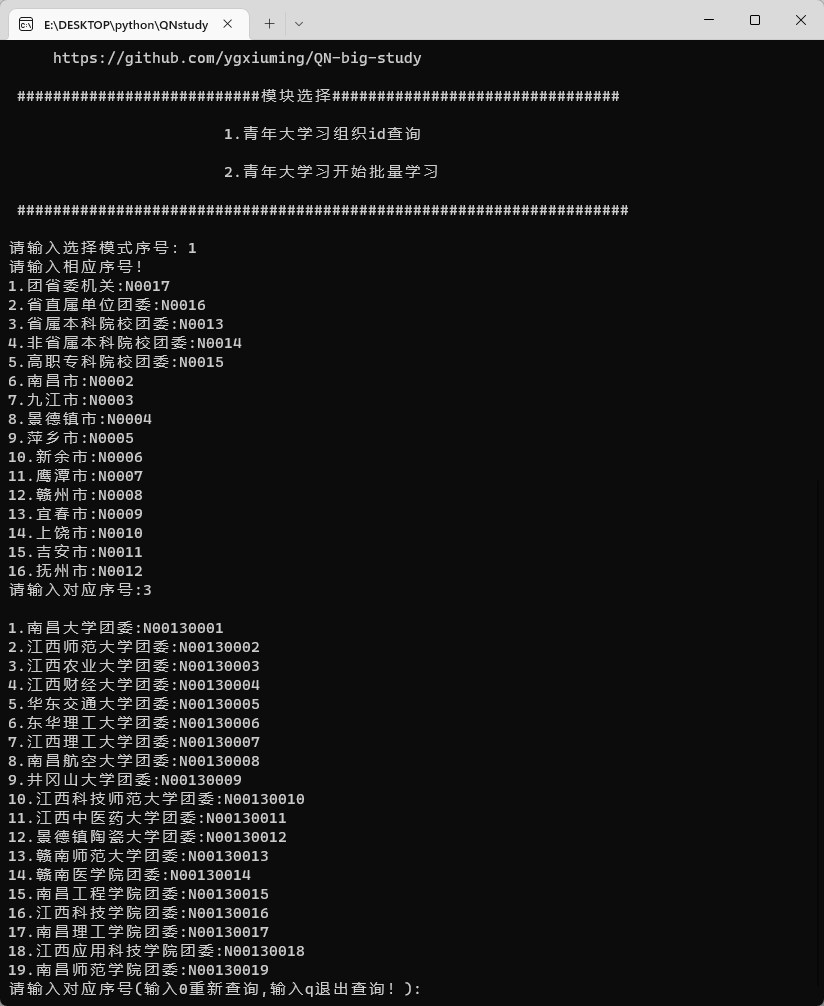 E:\DESKTOP\python\QNstudy
https://github.com/ygxiuming/QN-big-study
###########################模块选择################################
1.青年大学习组织id查询
2.青年大学习开始批量学习
####################################################################
请输入选择模式序号: 1
请输入相应序号!
1.团省委机关:N0017
2.省直属单位团委:N0016
3.省属本科院校团委:N0013
4.非省属本科院校团委:N0014
5.高职专科院校团委:N0015
6.南昌市:N0002
7.九江市:N0003
8.景德镇市:N0004
9.萍乡市:N0005
10.新余市:N0006
11.鹰潭市:N0007
12.赣州市:N0008
13.宜春市:N0009
14.上饶市:N0010
15.吉安市:N0011
16.抚州市:N0012
请输入对应序号:3
1.南昌大学团委:N00130001
2.江西师范大学团委:N00130002
3.江西农业大学团委:N00130003
4.江西财经大学团委:N00130004
5.华东交通大学团委:N00130005
6.东华理工大学团委:N00130006
7.江西理工大学团委:N00130007
8.南昌航空大学团委:N00130008
9.井冈山大学团委:N00130009
10.江西科技师范大学团委:N00130010
11.江西中医药大学团委:N00130011
12.景德镇陶瓷大学团委:N00130012
13.赣南师范大学团委:N00130013
14.赣南医学院团委:N00130014
15.南昌工程学院团委:N00130015
16.江西科技学院团委:N00130016
17.南昌理工学院团委:N00130017
18.江西应用科技学院团委:N00130018
19.南昌师范学院团委:N00130019
请输入对应序号(输入0重新查询,输入q退出查询! ):